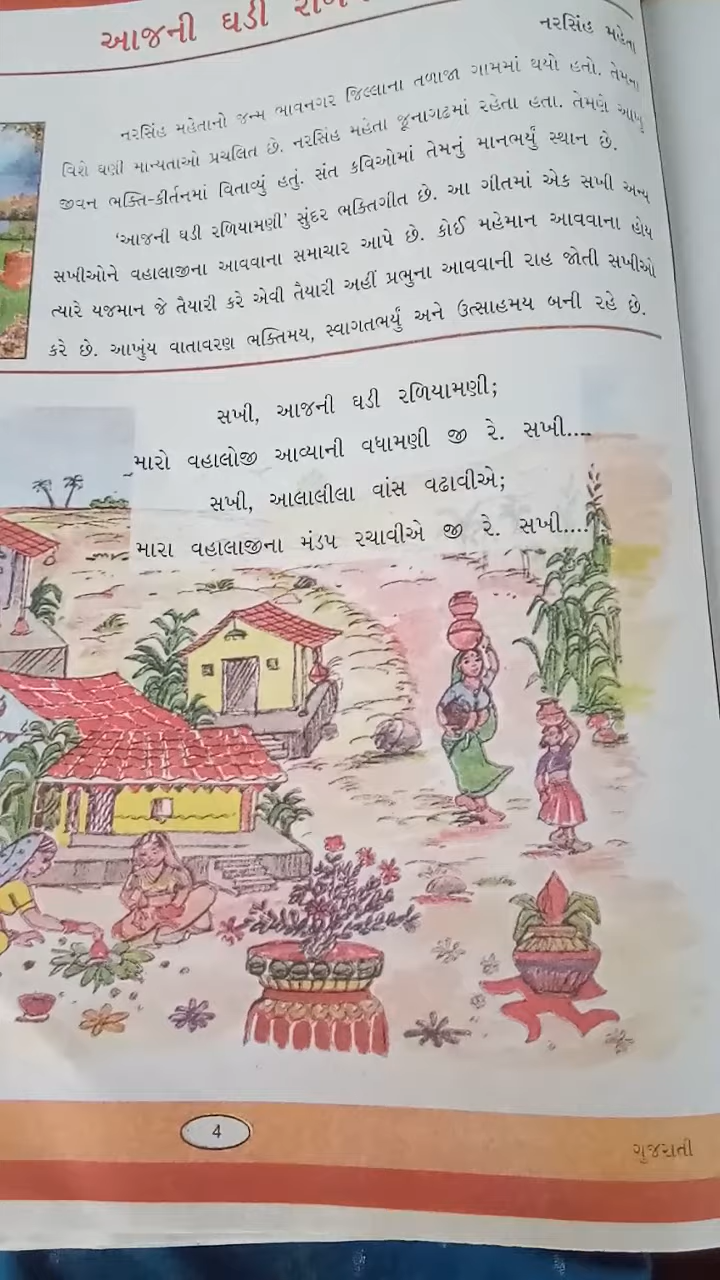 આજની ઘડી
નરસિંહ મહેતા
નરસિંહ મહેતાનો જન્મ ભાવનગર જિલ્લાના તળાજા ગામમાં થયો હતો. તેમના
વિશે ઘણી માન્યતાઓ પ્રચલિત છે. નરસિંહ મહેતા જૂનાગઢમાં રહેતા હતા. તેમણે આખું
જીવન ભક્તિ-કીર્તનમાં વિતાવ્યું હતું. સંત કવિઓમાં તેમનું માનભર્યું સ્થાન છે.
'આજની ઘડી રળિયામણી' સુંદર ભક્તિગીત છે. આ ગીતમાં એક સખી અન્ય
સખીઓને વહાલાજીના આવવાના સમાચાર આપે છે. કોઈ મહેમાન આવવાના હોય
ત્યારે યજમાન જે તૈયારી કરે એવી તૈયારી અહીં પ્રભુના આવવાની રાહ જોતી સખીઓ
કરે છે. આખુંય વાતાવરણ ભક્તિમય, સ્વાગતભર્યું અને ઉત્સાહમય બની રહે છે.
સખી, આજની ઘડી રળિયામણી;
મારો વહાલોજી આવ્યાની વધામણી જી રે. સખી....
સખી, આલાલીલા વાંસ વઢાવીએ;
મારા વહાલાજીના મંડપ રચાવીએ જી રે. સખી....
4
ગુજરાતી